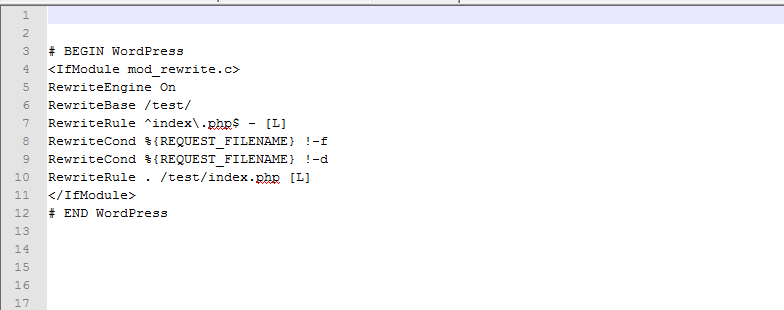 1
2
3 # BEGIN WordPress
4 <IfModule mod_rewrite.c>
5 RewriteEngine On
6 RewriteBase /test/
7 RewriteRule ^index\.php$ - [L]
8 RewriteCond %{REQUEST_FILENAME} !-f
9 RewriteCond %{REQUEST_FILENAME} !-d
10 RewriteRule . /test/index.php [L]
11 </IfModule>
12 # END WordPress
13
14
15
16
17